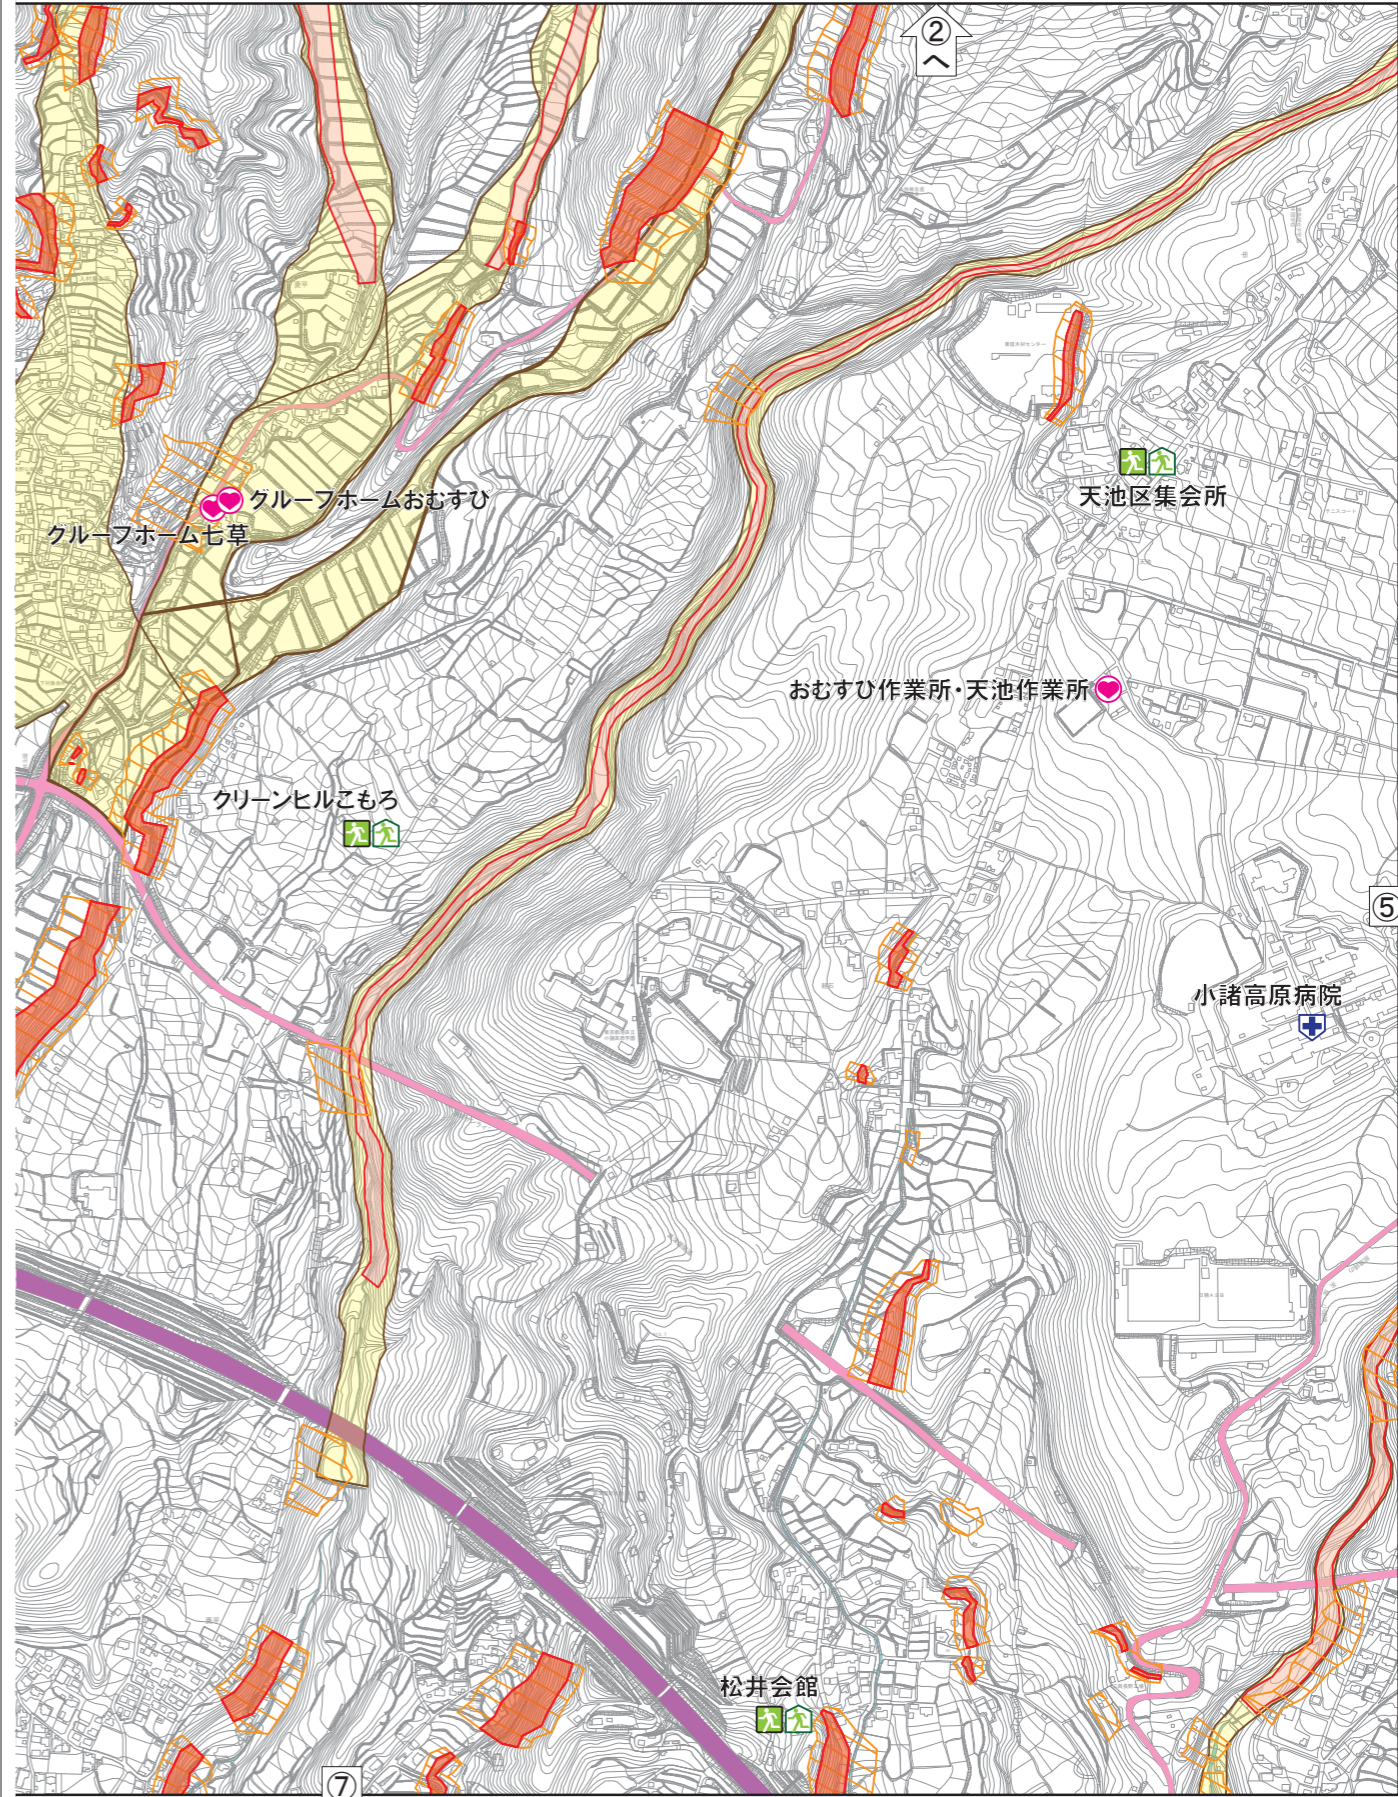 ②
へ
天池区集会所
グループホームおむすび
グループホーム七草
おむすび作業所・天池作業所
クリーンヒルこもろ
⑤
小諸高原病院
松井会館
⑦